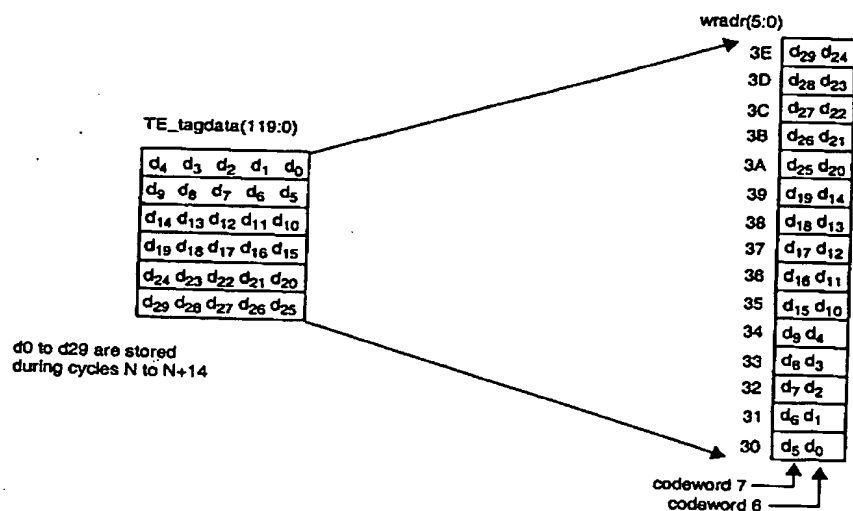 wradr(5:0)
3E d29 d24
3D d28 d23
3C d27 d22
3B d26 d21
3A d25 d20
39 d19 d14
38 d18 d13
37 d17 d12
36 d16 d11
35 d15 d10
34 d9 d4
33 d8 d3
32 d7 d2
31 d6 d1
30 d5 d0
codeword 7
codeword 6
TE_tagdata(119:0)
d4 d3 d2 d1 d0
d9 d8 d7 d6 d5
d14 d13 d12 d11 d10
d19 d18 d17 d16 d15
d24 d23 d22 d21 d20
d29 d28 d27 d26 d25
d0 to d29 are stored
during cycles N to N+14